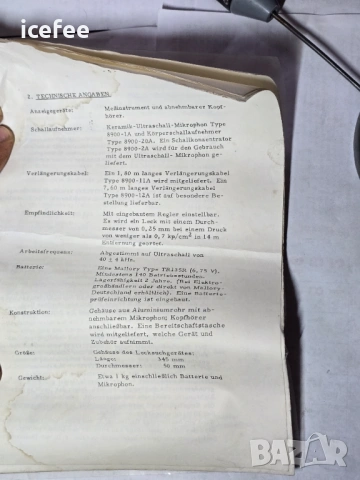 icefee
2. TECHNISCHE ANGABEN
Anzeigegeräte: Meßinstrument und abnehmbarer Kopf-
hörer.
Schallaufnehmer: Keramik-Ultraschall-Mikrophon Type
8900-1A und Körperschallaufnehmer
Type 8900-20A. Ein Schallkonzentrator
Type 8900-2A wird für den Gebrauch
mit dem Ultraschall-Mikrophon ge-
liefert.
Verlängerungskabel: Ein 1,80 m langes Verlängerungskabel
Type 8900-11A wird mitgeliefert. Ein
7,60 m langes Verlängerungskabel
Type 8900-12A ist auf besondere Be-
stellung lieferbar.
Empfindlichkeit: Mit eingebautem Regler einstellbar.
Es wird ein Leck mit einem Durch-
messer von 0,25 mm bei einem Druck
von weniger als 0,7 kp/cm² in 14 m
Entfernung geortet.
Arbeitsfrequenz: Abgestimmt auf Ultraschall von
40 ± 4 kHz.
Batterie: Eine Mallory Type TR135N (6,75 V).
Mindestens 140 Betriebsstunden.
Lagerfähigkeit 2 Jahre. (Bei Elektro-
großhändlern oder direkt von Mallory-
Deutschland erhältlich). Eine Batterie-
prüfeinrichtung ist eingebaut.
Konstruktion: Gehäuse aus Aluminiumrohr mit ab-
nehmbarem Mikrophon; Kopfhörer
anschließbar. Eine Bereitschaftstasche
wird mitgeliefert, welche Gerät und
Zubehör aufnimmt.
Größe: Gehäuse des Lecksuchgerätes:
Länge: 345 mm
Durchmesser: 50 mm
Gewicht: Etwa 1 kg einschließlich Batterie und
Mikrophon.
BAZAR